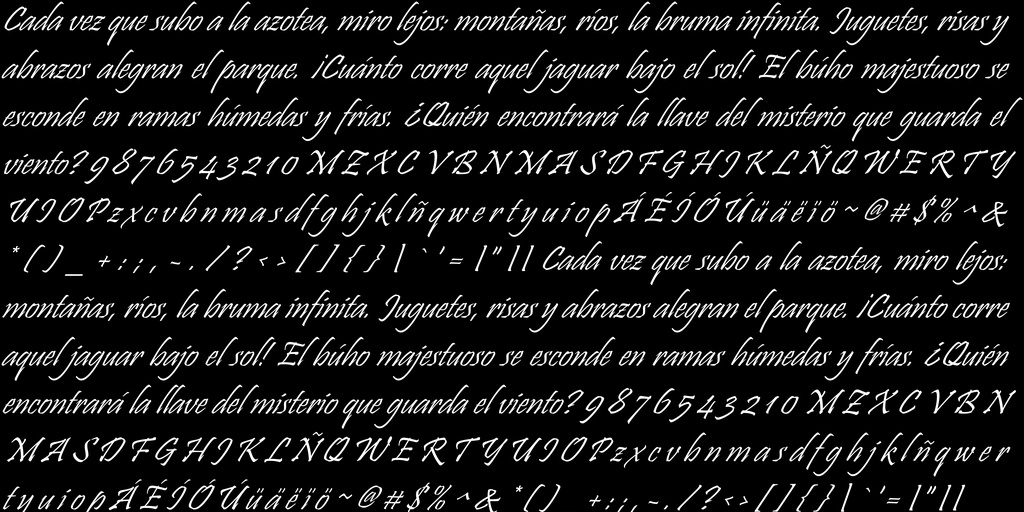 Cada vez que subo a la azotea, miro lejos: montañas, ríos, la bruma infinita. Juguetes, risas y
abrazos alegran el parque. ¡Cuánto corre aquel jaguar bajo el sol! El búho majestuoso se
esconde en ramas húmedas y frías. ¿Quién encontrará la llave del misterio que guarda el
viento? 9 8 7 6 5 4 3 2 1 0 M Z X C V B N M A S D F G H J K L Ñ Q W E R T Y
U I O P z x c v b n m a s d f g h j k l ñ q w e r t y u i o p Á É Í Ó Ú ü ä ë ï ö ~ @ # $ % ^ &
* ( ) _ + : ; , - . / ? < > [ ] { } | ` ' = | " | | Cada vez que subo a la azotea, miro lejos:
montañas, ríos, la bruma infinita. Juguetes, risas y abrazos alegran el parque. ¡Cuánto corre
aquel jaguar bajo el sol! El búho majestuoso se esconde en ramas húmedas y frías. ¿Quién
encontrará la llave del misterio que guarda el viento? 9 8 7 6 5 4 3 2 1 0 M Z X C V B N
M A S D F G H J K L Ñ Q W E R T Y U I O P z x c v b n m a s d f g h j k l ñ q w e r
t y u i o p Á É Í Ó Ú ü ä ë ï ö ~ @ # $ % ^ & * ( ) _ + : ; , - . / ? < > [ ] { } | ` ' = | " | |